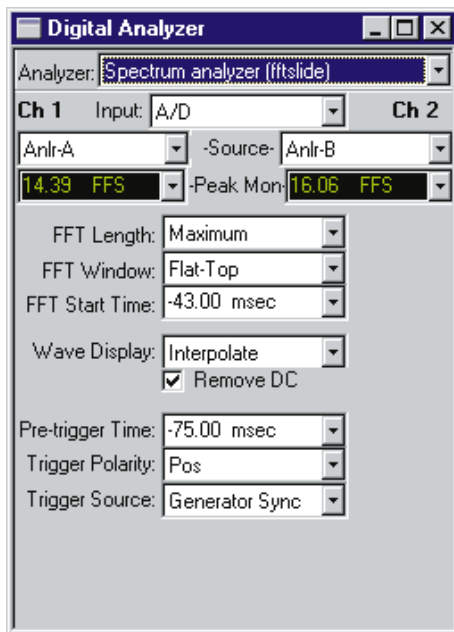 Digital Analyzer
Analyzer: Spectrum analyzer (fftslide)
Ch 1 Input: A/D Ch 2
Anlr-A -Source- Anlr-B
14.39 FFS -Peak Mon- 16.06 FFS
FFT Length: Maximum
FFT Window: Flat-Top
FFT Start Time: -43.00 msec
Wave Display: Interpolate
Remove DC
Pre-trigger Time: -75.00 msec
Trigger Polarity: Pos
Trigger Source: Generator Sync